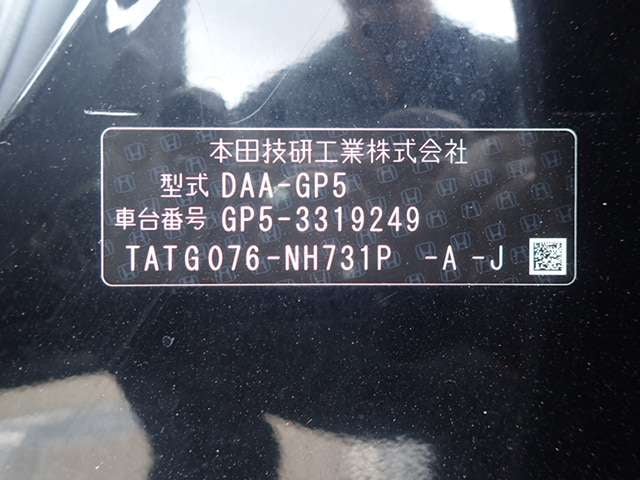 本田技研工業株式会社
型式 DAA-GP5
車台番号 GP5-3319249
TATG076-NH731P -A -J